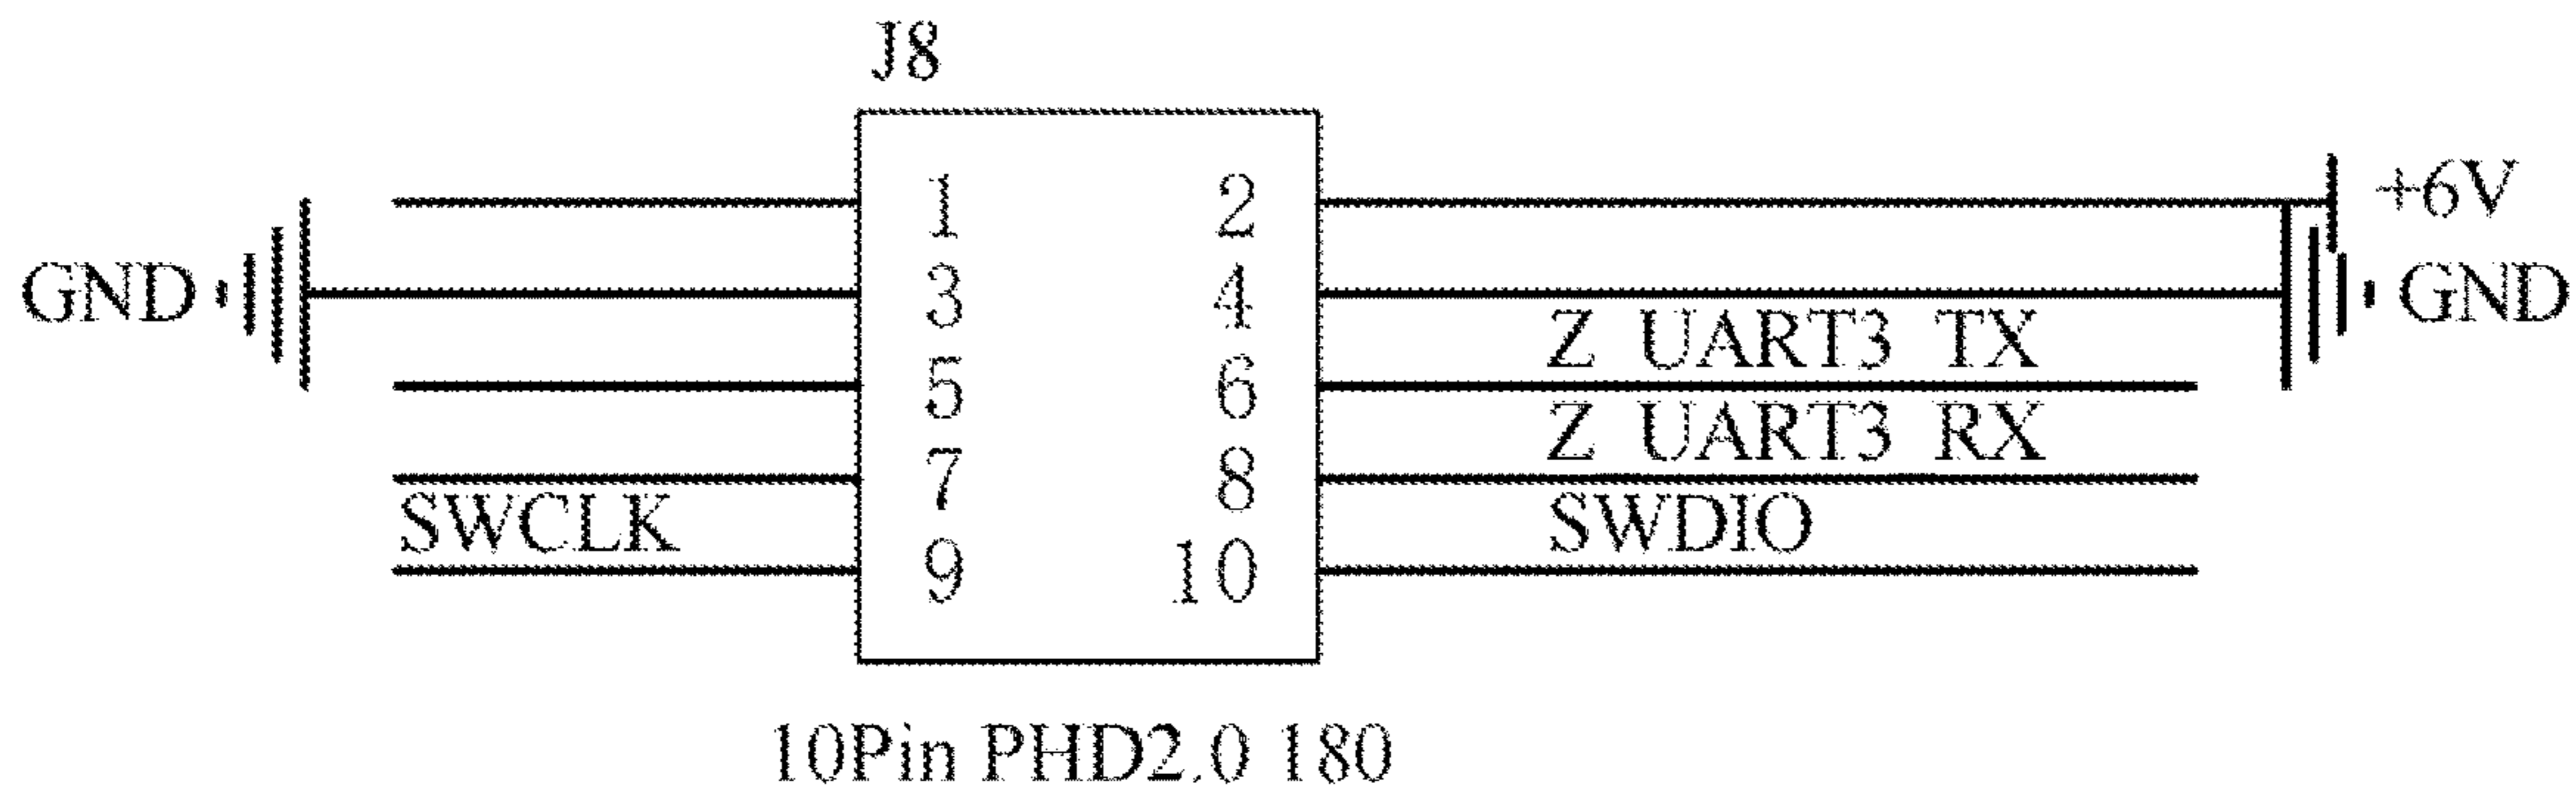 J8
1 2 +6V
GND 3 4 GND
Z UART3 TX
5 6
Z UART3 RX
7 8
SWCLK SWDIO
9 10
10Pin PHD2.0 180